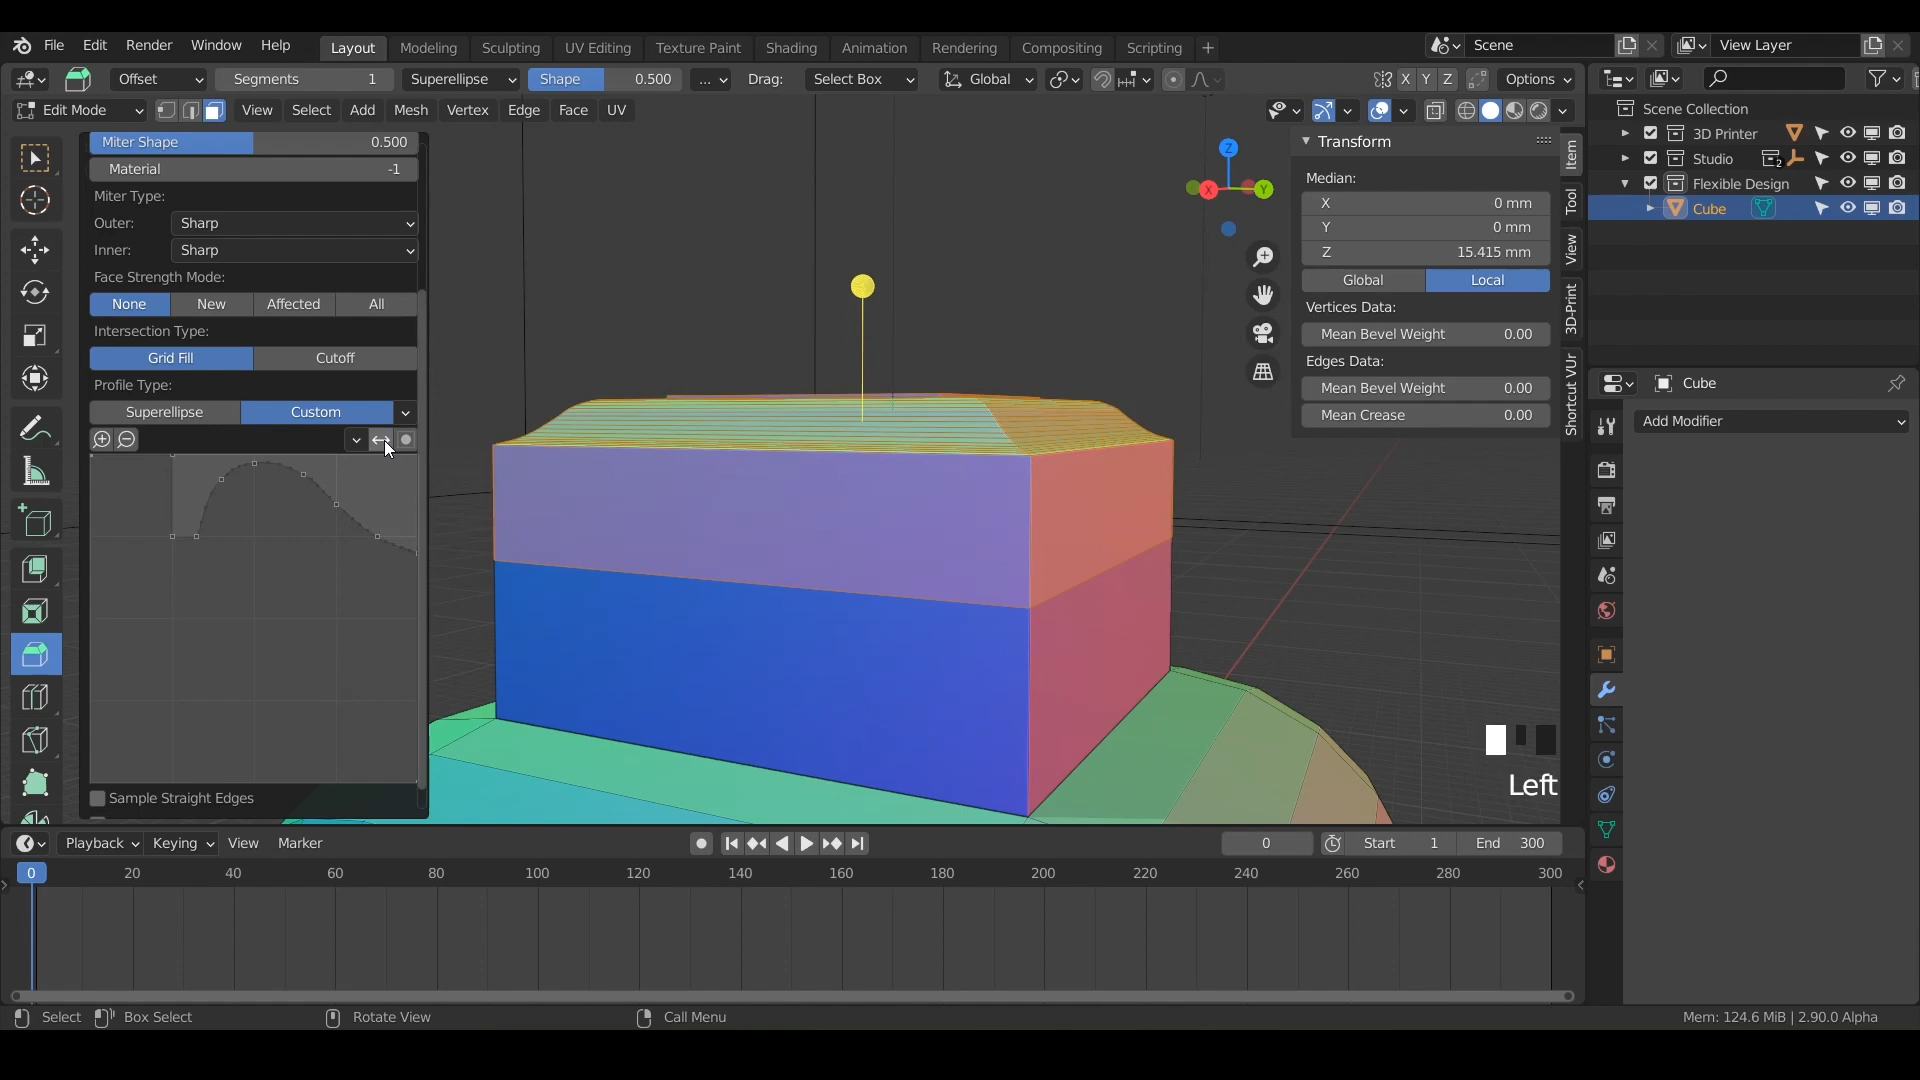 File Edit Render Window Help Layout Modeling Sculpting UV Editing Texture Paint Shading Animation Rendering Compositing Scripting + Scene View Layer
Offset Segments 1 Superellipse Shape 0.500 ... Drag: Select Box Global X Y Z Options
Edit Mode View Select Add Mesh Vertex Edge Face UV
Scene Collection
3D Printer
Studio 2
Flexible Design
Cube
Miter Shape 0.500
Material -1
Miter Type:
Outer: Sharp
Inner: Sharp
Face Strength Mode:
None New Affected All
Intersection Type:
Grid Fill Cutoff
Profile Type:
Superellipse Custom
Sample Straight Edges
Z
X Y
Transform
Median:
X 0 mm
Y 0 mm
Z 15.415 mm
Global Local
Vertices Data:
Mean Bevel Weight 0.00
Edges Data:
Mean Bevel Weight 0.00
Mean Crease 0.00
Item
Tool
View
3D-Print
Shortcut VUr
Cube
Add Modifier
Left
Playback Keying View Marker 0 Start 1 End 300
0 20 40 60 80 100 120 140 160 180 200 220 240 260 280 300
Select Box Select Rotate View Call Menu Mem: 124.6 MiB | 2.90.0 Alpha